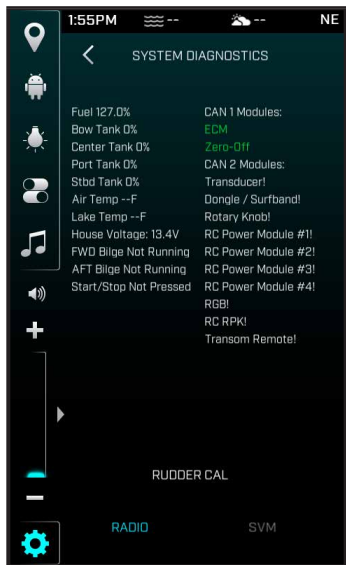 1:55PM -- -- NE
SYSTEM DIAGNOSTICS
Fuel 127.0%
Bow Tank 0%
Center Tank 0%
Port Tank 0%
Stbd Tank 0%
Air Temp --F
Lake Temp --F
House Voltage: 13.4V
FWD Bilge Not Running
AFT Bilge Not Running
Start/Stop Not Pressed
CAN 1 Modules:
ECM
Zero-Off
CAN 2 Modules:
Transducer!
Dongle / Surfband!
Rotary Knob!
RC Power Module #1!
RC Power Module #2!
RC Power Module #3!
RC Power Module #4!
RGB!
RC RPK!
Transom Remote!
RUDDER CAL
RADIO SVM